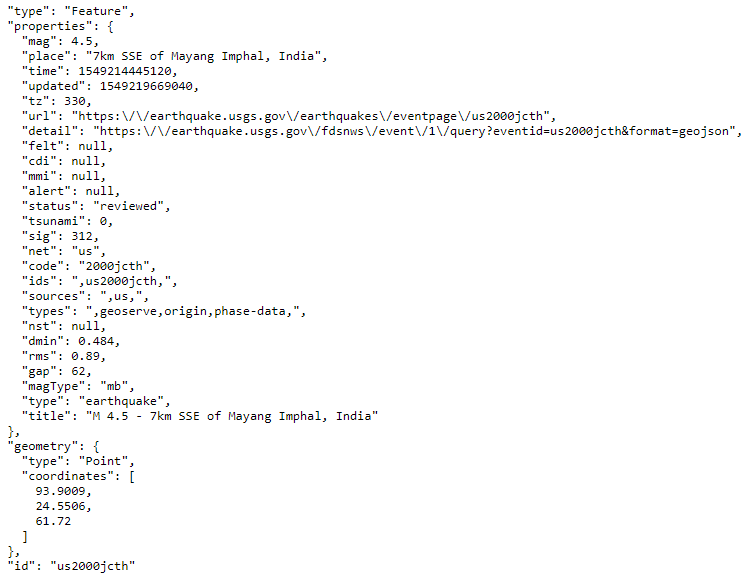 "type": "Feature",
"properties": {
"mag": 4.5,
"place": "7km SSE of Mayang Imphal, India",
"time": 1549214445120,
"updated": 1549219669040,
"tz": 330,
"url": "https:\/\/earthquake.usgs.gov\/earthquakes\/eventpage\/us2000jcth",
"detail": "https:\/\/earthquake.usgs.gov\/fdsnws\/event\/1\/query?eventid=us2000jcth&format=geojson",
"felt": null,
"cdi": null,
"mmi": null,
"alert": null,
"status": "reviewed",
"tsunami": 0,
"sig": 312,
"net": "us",
"code": "2000jcth",
"ids": ",us2000jcth,",
"sources": ",us,",
"types": ",geoserve,origin,phase-data,",
"nst": null,
"dmin": 0.484,
"rms": 0.89,
"gap": 62,
"magType": "mb",
"type": "earthquake",
"title": "M 4.5 - 7km SSE of Mayang Imphal, India"
},
"geometry": {
"type": "Point",
"coordinates": [
93.9009,
24.5506,
61.72
]
},
"id": "us2000jcth"